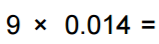 9 × 0.014 =